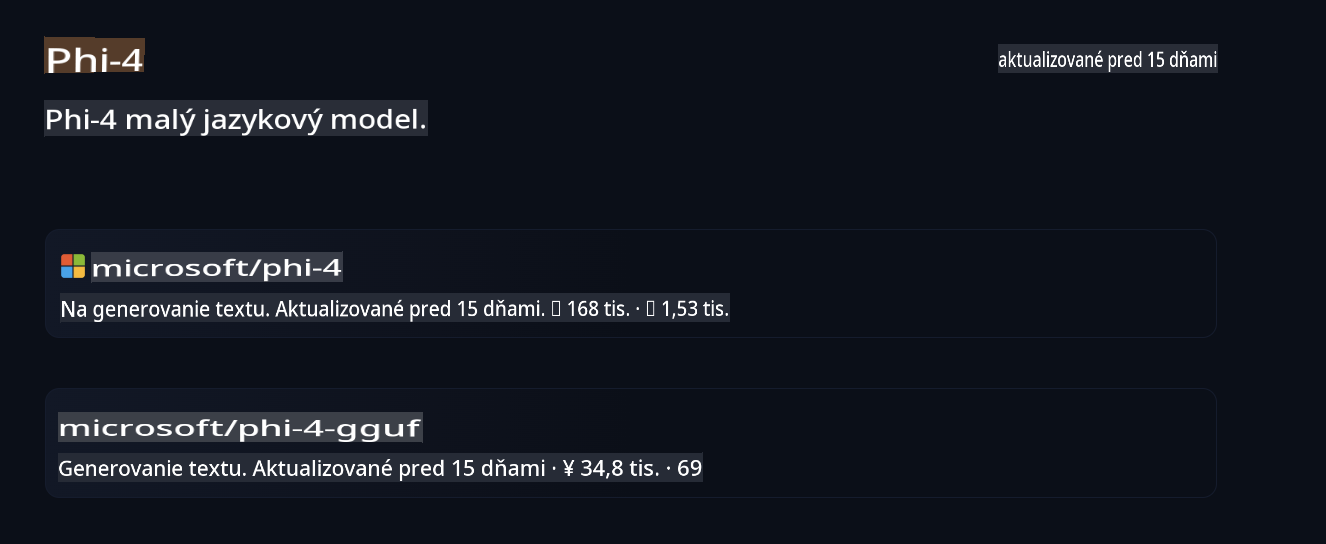 Phi-4
aktualizované pred 15 dňami
Phi-4 malý jazykový model.
microsoft/phi-4
Na generovanie textu. Aktualizované pred 15 dňami. 168 tis. · 1,53 tis.
microsoft/phi-4-gguf
Generovanie textu. Aktualizované pred 15 dňami · ¥ 34,8 tis. · 69